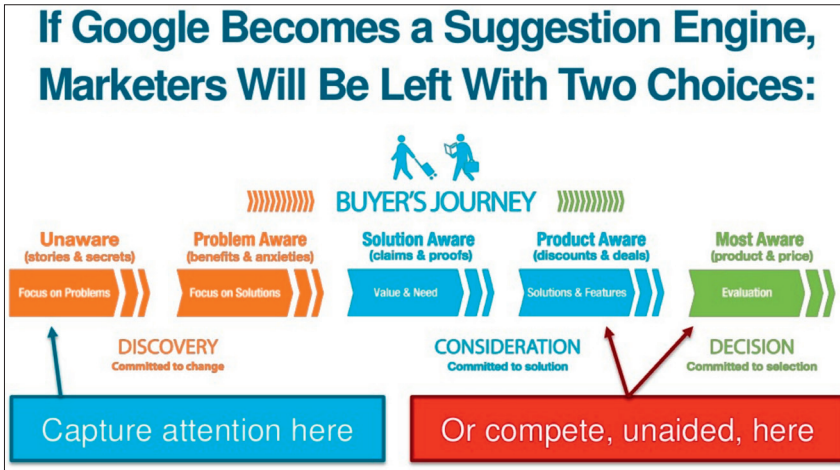 If Google Becomes a Suggestion Engine,
Marketers Will Be Left With Two Choices:
BUYER'S JOURNEY
Unaware
(stories & secrets)
Focus on Problems
Problem Aware
(benefits & anxieties)
Focus on Solutions
Solution Aware
(claims & proofs)
Value & Need
Product Aware
(discounts & deals)
Solutions & Features
Most Aware
(product & price)
Evaluation
DISCOVERY
Committed to change
CONSIDERATION
Committed to solution
DECISION
Committed to selection
Capture attention here
Or compete, unaided, here